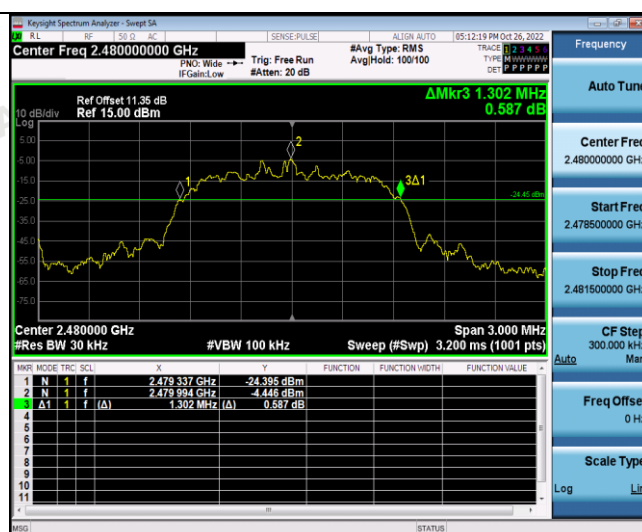 Keysight Spectrum Analyzer - Swept SA
RL RF 50 Ω AC SENSE:PULSE ALIGN AUTO 05:12:19 PM Oct 26, 2022
Center Freq 2.480000000 GHz
PNO: Wide
IFGain:Low
Trig: Free Run
#Atten: 20 dB
#Avg Type: RMS
Avg|Hold: 100/100
TRACE 1 2 3 4 5 6
TYPE M W W W W W
DET P P P P P P
Ref Offset 11.35 dB
Ref 15.00 dBm
10 dB/div
Log
ΔMkr3 1.302 MHz
0.587 dB
5.00
-5.00
-15.0
-25.0
-35.0
-45.0
-55.0
-65.0
-75.0
1
2
3Δ1
-24.45 dBm
Center 2.480000 GHz
Span 3.000 MHz
#Res BW 30 kHz
#VBW 100 kHz
Sweep (#Swp) 3.200 ms (1001 pts)
MKR MODE TRC SCL X Y FUNCTION FUNCTION WIDTH FUNCTION VALUE
1 N 1 f 2.479 337 GHz -24.395 dBm
2 N 1 f 2.479 994 GHz -4.446 dBm
3 Δ1 1 f (Δ) 1.302 MHz (Δ) 0.587 dB
4
5
6
7
8
9
10
11
MSG
STATUS
Frequency
Auto Tune
Center Freq
2.480000000 GHz
Start Freq
2.478500000 GHz
Stop Freq
2.481500000 GHz
CF Step
300.000 kHz
Auto Man
Freq Offset
0 Hz
Scale Type
Log Lin